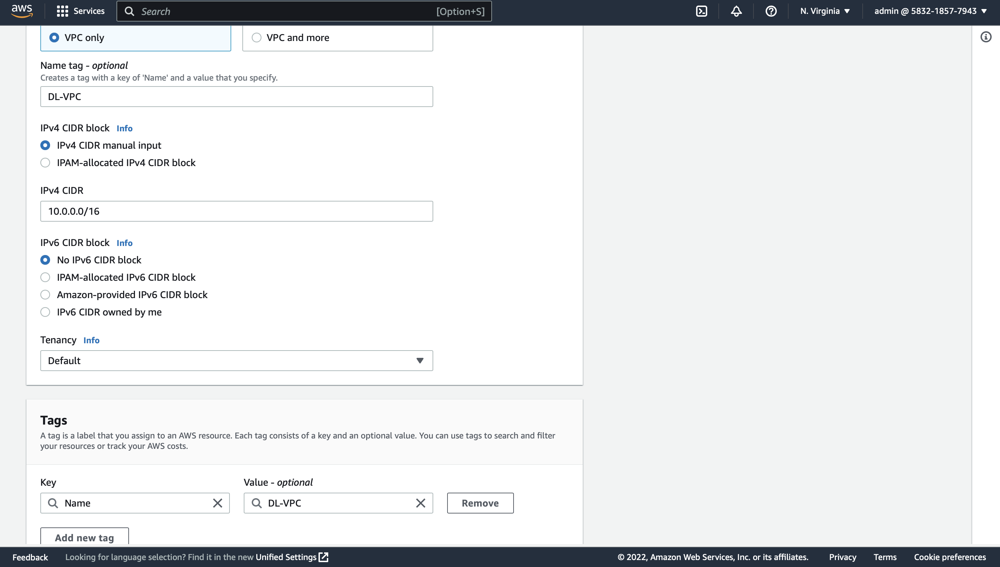 aws
Services
Search
[Option+S]
N. Virginia
admin @ 5832-1857-7943
VPC only
VPC and more
Name tag - optional
Creates a tag with a key of 'Name' and a value that you specify.
DL-VPC
IPv4 CIDR block Info
IPv4 CIDR manual input
IPAM-allocated IPv4 CIDR block
IPv4 CIDR
10.0.0.0/16
IPv6 CIDR block Info
No IPv6 CIDR block
IPAM-allocated IPv6 CIDR block
Amazon-provided IPv6 CIDR block
IPv6 CIDR owned by me
Tenancy Info
Default
Tags
A tag is a label that you assign to an AWS resource. Each tag consists of a key and an optional value. You can use tags to search and filter
your resources or track your AWS costs.
Key
Value - optional
Name
DL-VPC
Remove
Add new tag
Feedback
Looking for language selection? Find it in the new Unified Settings
© 2022, Amazon Web Services, Inc. or its affiliates.
Privacy
Terms
Cookie preferences